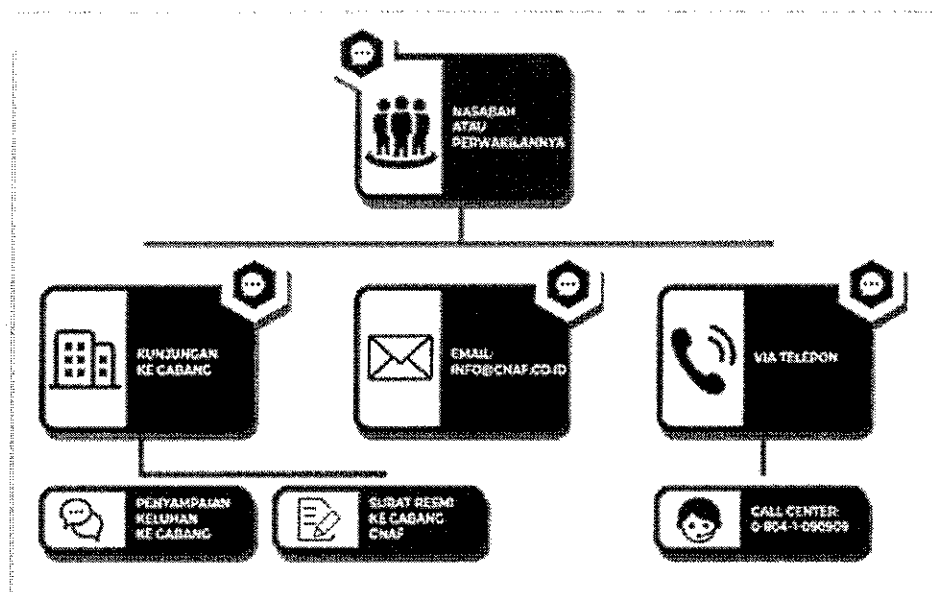 NASABAH
ATAU
PERWAKILANNYA
KUNJUNGAN
KE CABANG
EMAIL:
INFO@CNAF.CO.ID
VIA TELEPON
PENYAMPAIAN
KELUHAN
KE CABANG
SURAT RESMI
KE CABANG
CNAF
CALL CENTER:
0-804-1-090909